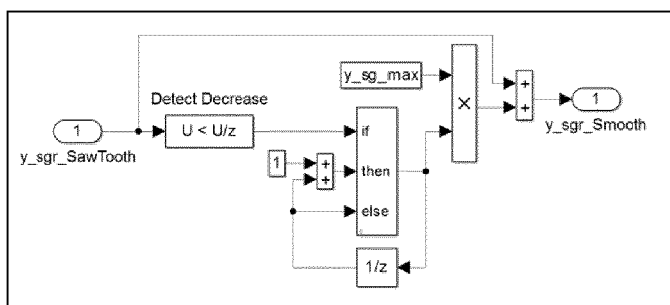 y_sg_max
+
+
1
y_sgr_Smooth
Detect Decrease
1
y_sgr_SawTooth
U < U/z
if
×
1
+
+
then
else
1/z